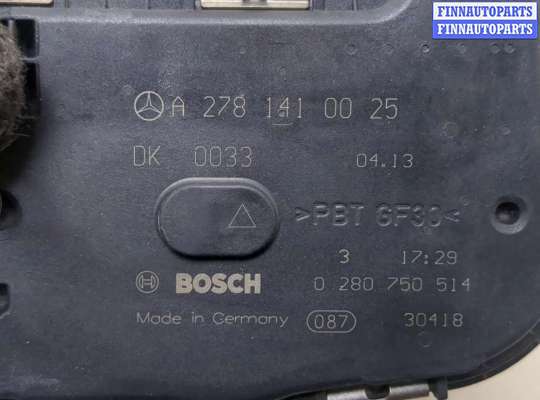 FINNAUTOPARTS
FINNAUTOPARTS
A 278 141 00 25
DK 0033 04.13
>PBT GF30<
3 17:29
BOSCH 0 280 750 514
Made in Germany 087 30418